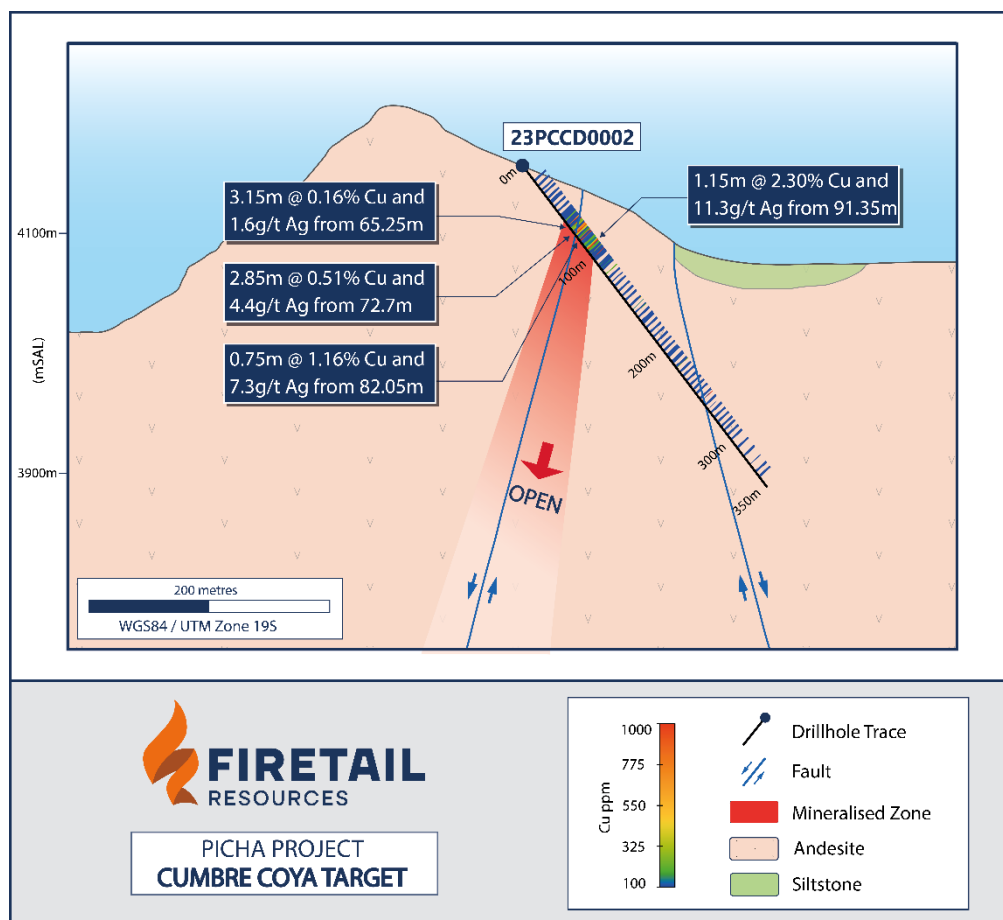 23PCCD0002
0m
3.15m @ 0.16% Cu and
1.6g/t Ag from 65.25m
1.15m @ 2.30% Cu and
11.3g/t Ag from 91.35m
4100m
2.85m @ 0.51% Cu and
4.4g/t Ag from 72.7m
100m
(mSAL)
0.75m @ 1.16% Cu and
7.3g/t Ag from 82.05m
200m
3900m
300m
350m
OPEN
200 metres
WGS84 / UTM Zone 19S
FIRETAIL
RESOURCES
PICHA PROJECT
CUMBRE COYA TARGET
Cu ppm
1000
775
550
325
100
Drillhole Trace
Fault
Mineralised Zone
Andesite
Siltstone